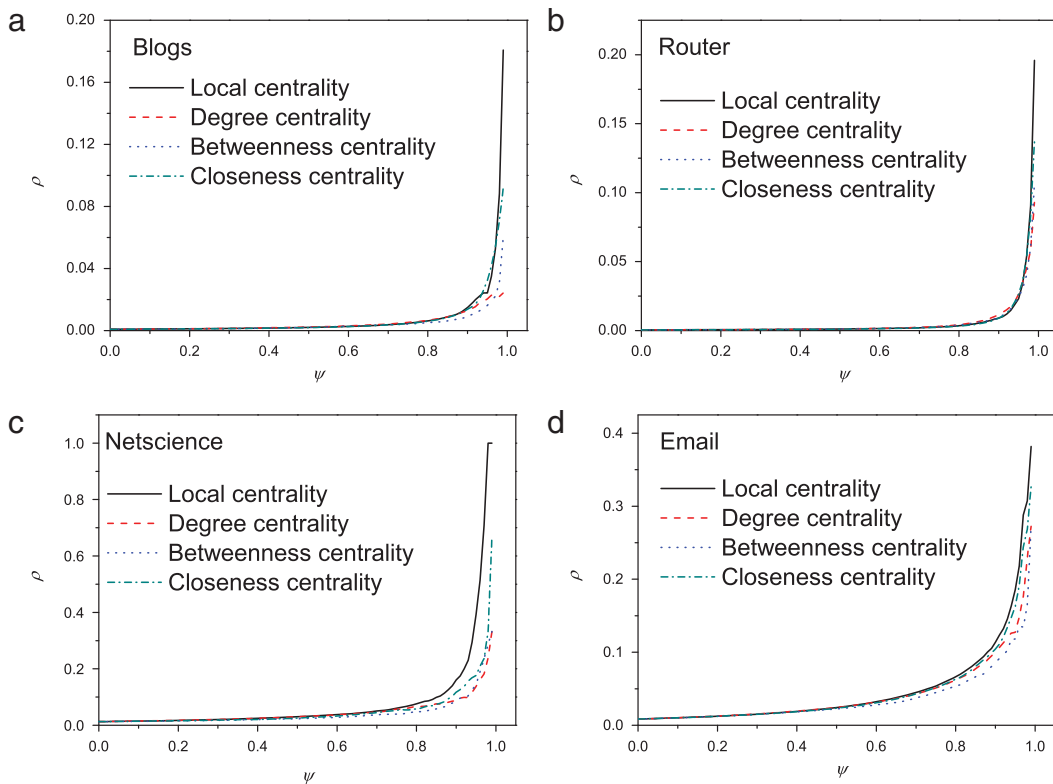 a
Blogs
Local centrality
Degree centrality
Betweenness centrality
Closeness centrality
0.20
0.16
0.12
0.08
0.04
0.00
ρ
0.0 0.2 0.4 0.6 0.8 1.0
ψ
b
Router
Local centrality
Degree centrality
Betweenness centrality
Closeness centrality
0.20
0.15
0.10
0.05
0.00
ρ
0.0 0.2 0.4 0.6 0.8 1.0
ψ
c
Netscience
Local centrality
Degree centrality
Betweenness centrality
Closeness centrality
1.0
0.8
0.6
0.4
0.2
0.0
ρ
0.0 0.2 0.4 0.6 0.8 1.0
ψ
d
Email
Local centrality
Degree centrality
Betweenness centrality
Closeness centrality
0.4
0.3
0.2
0.1
0.0
ρ
0.0 0.2 0.4 0.6 0.8 1.0
ψ